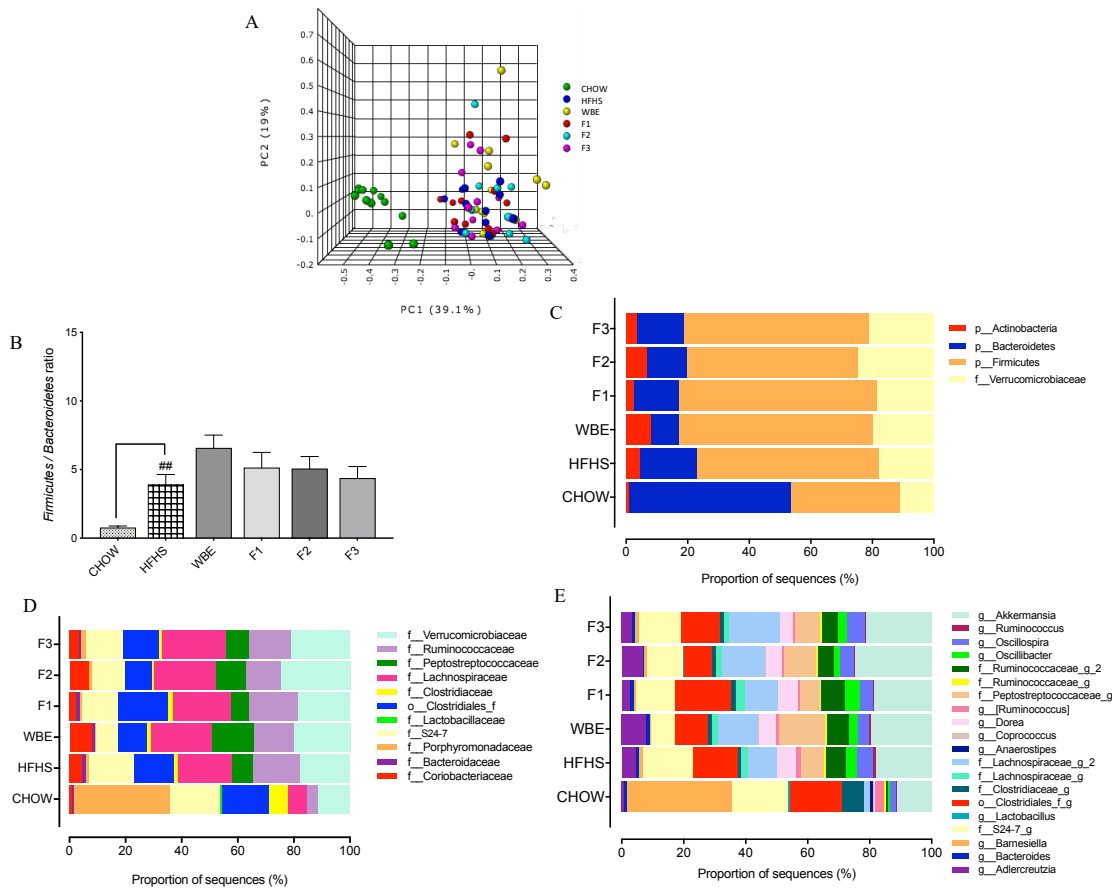 A
0.7
0.6
0.5
0.4
0.3
0.2
0.1
0.
-0.1
-0.2
PC2 (19%)
-0.5
-0.4
-0.3
-0.2
-0.1
-0.
0.1
0.2
0.3
0.4
PC1 (39.1%)
CHOW
HFHS
WBE
F1
F2
F3
B
15
10
5
0
Firmicutes / Bacteroidetes ratio
##
CHOW
HFHS
WBE
F1
F2
F3
C
F3
F2
F1
WBE
HFHS
CHOW
0 20 40 60 80 100
Proportion of sequences (%)
p__Actinobacteria
p__Bacteroidetes
p__Firmicutes
f__Verrucomicrobiaceae
D
F3
F2
F1
WBE
HFHS
CHOW
0 20 40 60 80 100
Proportion of sequences (%)
f__Verrucomicrobiaceae
f__Ruminococcaceae
f__Peptostreptococcaceae
f__Lachnospiraceae
f__Clostridiaceae
o__Clostridiales_f
f__Lactobacillaceae
f__S24-7
f__Porphyromonadaceae
f__Bacteroidaceae
f__Coriobacteriaceae
E
F3
F2
F1
WBE
HFHS
CHOW
0 20 40 60 80 100
Proportion of sequences (%)
g__Akkermansia
g__Ruminococcus
g__Oscillospira
g__Oscillibacter
f__Ruminococcaceae_g_2
f__Ruminococcaceae_g
f__Peptostreptococcaceae_g
g__[Ruminococcus]
g__Dorea
g__Coprococcus
g__Anaerostipes
f__Lachnospiraceae_g_2
f__Lachnospiraceae_g
f__Clostridiaceae_g
o__Clostridiales_f_g
g__Lactobacillus
f__S24-7_g
g__Barnesiella
g__Bacteroides
g__Adlercreutzia